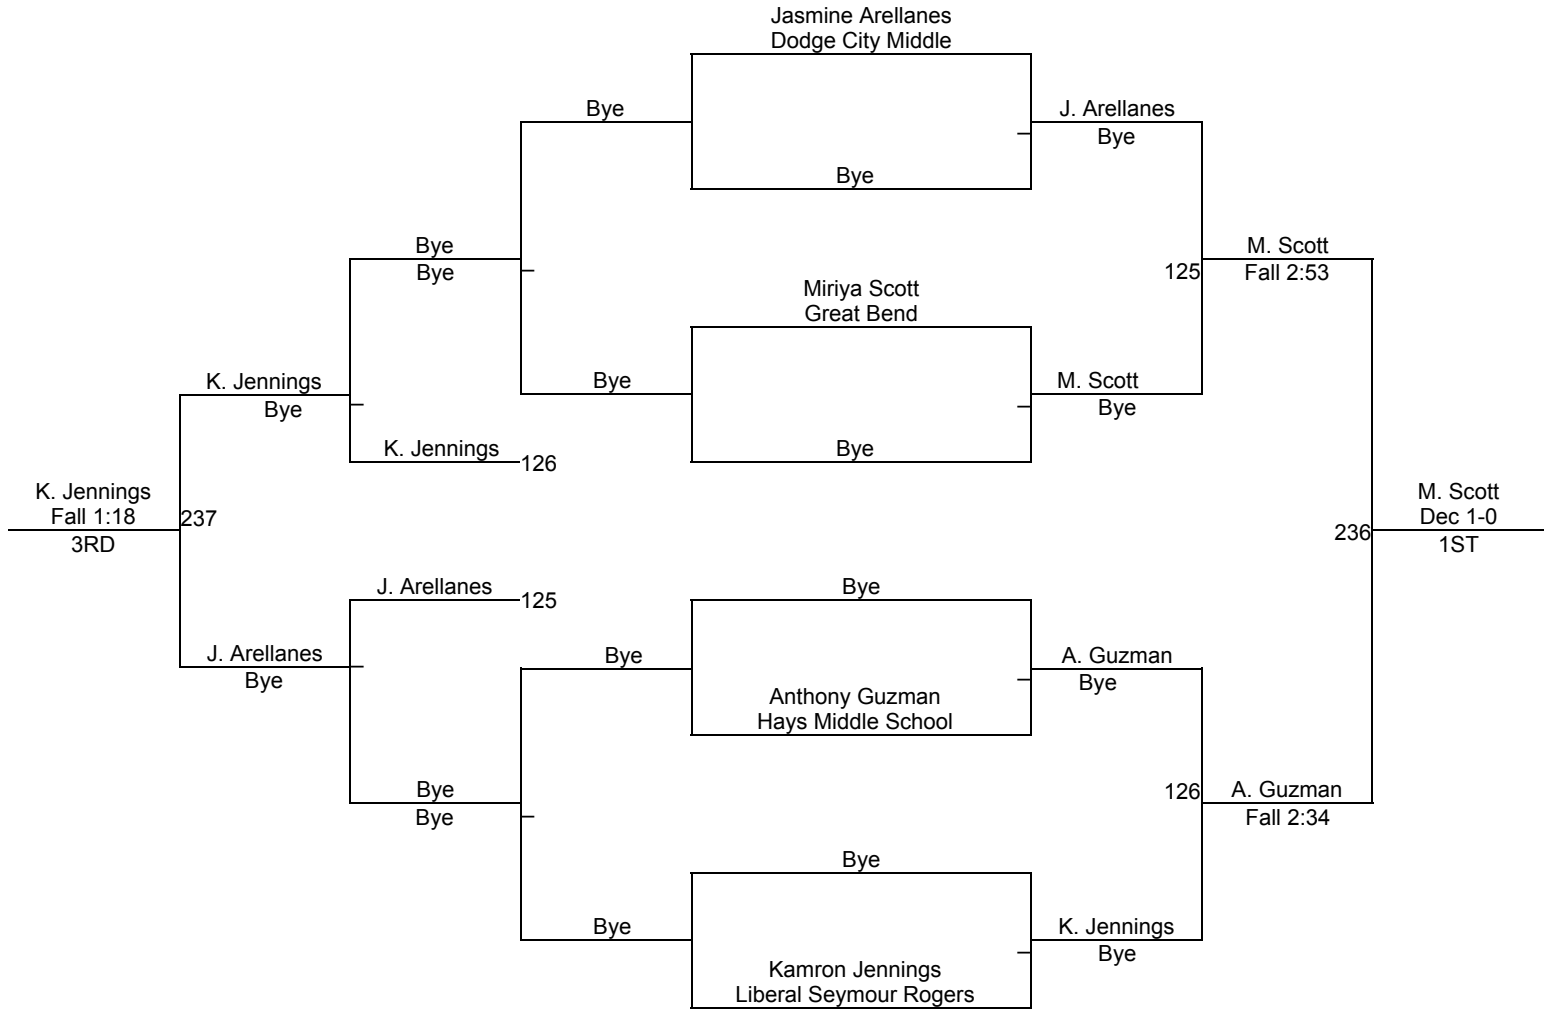 Jasmine Arellanes
Dodge City Middle
Bye
J. Arellanes
Bye
Bye
Bye
Bye
M. Scott
125
Fall 2:53
Miriya Scott
Great Bend
K. Jennings
Bye
Bye
M. Scott
Bye
K. Jennings
126
Bye
K. Jennings
Fall 1:18
237
3RD
M. Scott
Dec 1-0
236
1ST
J. Arellanes
125
Bye
J. Arellanes
Bye
Bye
A. Guzman
Bye
Anthony Guzman
Hays Middle School
Bye
Bye
126
A. Guzman
Fall 2:34
Bye
Bye
K. Jennings
Bye
Kamron Jennings
Liberal Seymour Rogers